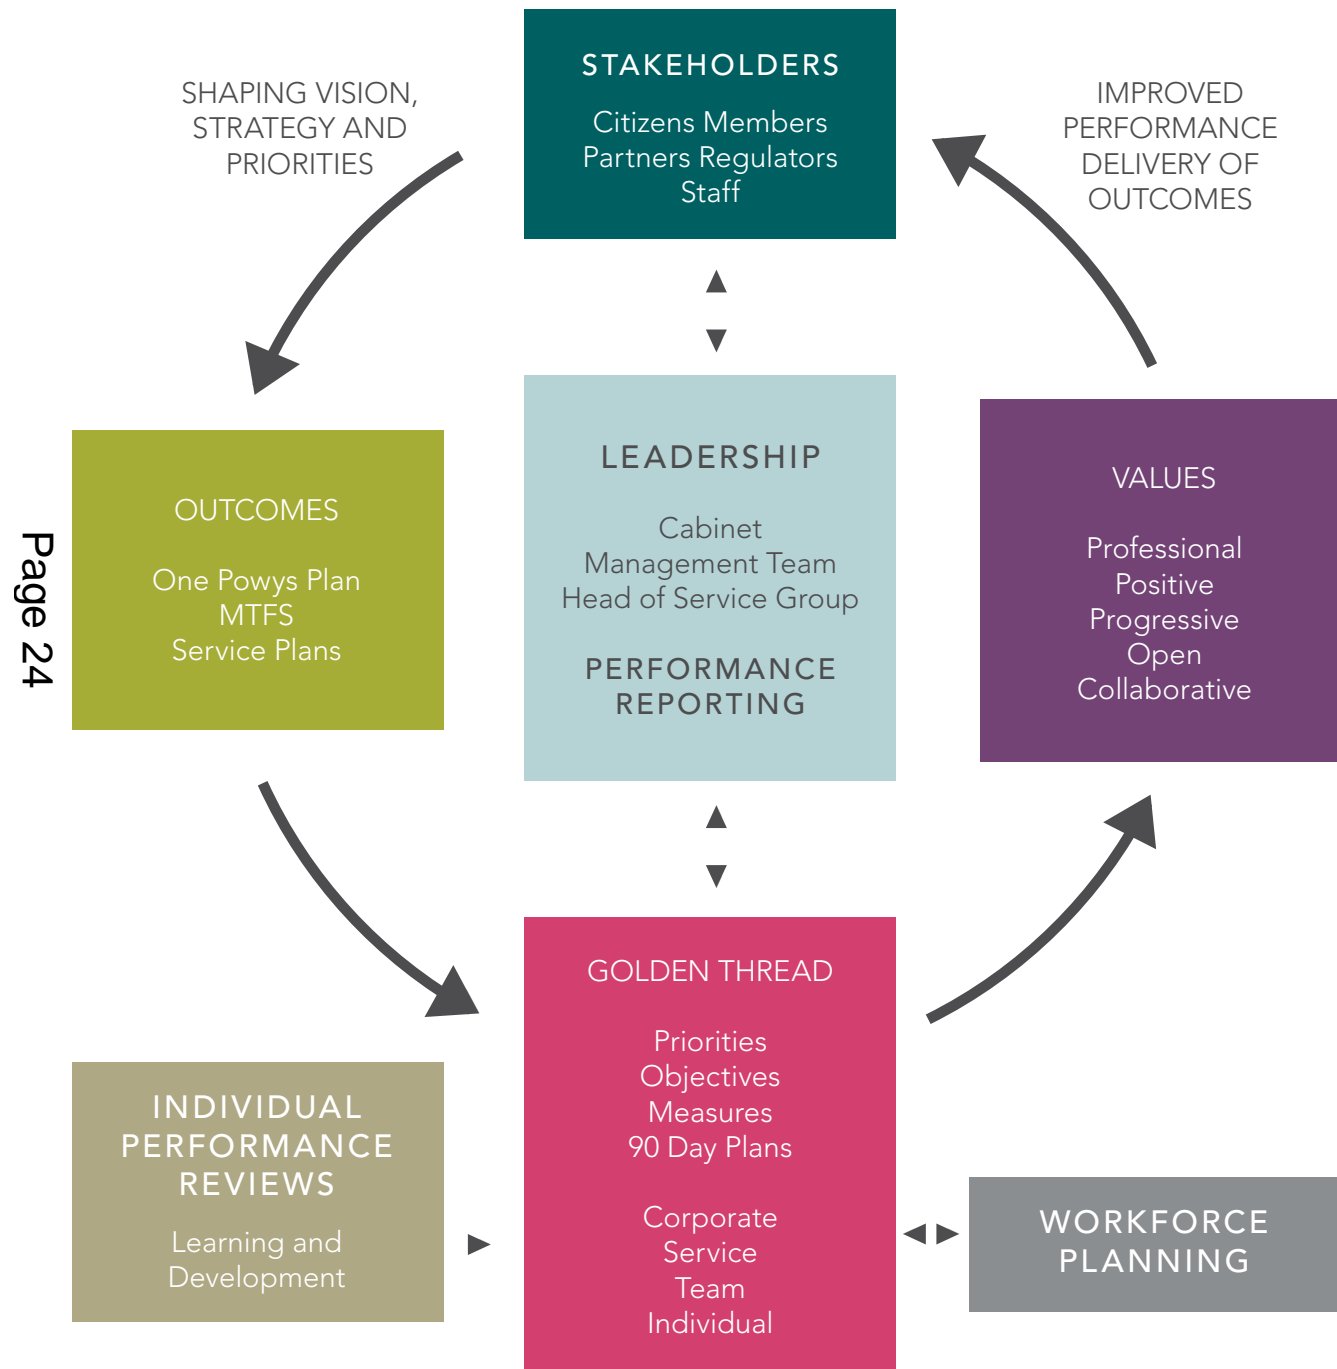 STAKEHOLDERS
Citizens Members
Partners Regulators
Staff
SHAPING VISION,
STRATEGY AND
PRIORITIES
IMPROVED
PERFORMANCE
DELIVERY OF
OUTCOMES
OUTCOMES
One Powys Plan
MTFS
Service Plans
LEADERSHIP
Cabinet
Management Team
Head of Service Group
PERFORMANCE
REPORTING
VALUES
Professional
Positive
Progressive
Open
Collaborative
Page 24
GOLDEN THREAD
Priorities
Objectives
Measures
90 Day Plans
Corporate
Service
Team
Individual
INDIVIDUAL
PERFORMANCE
REVIEWS
Learning and
Development
WORKFORCE
PLANNING